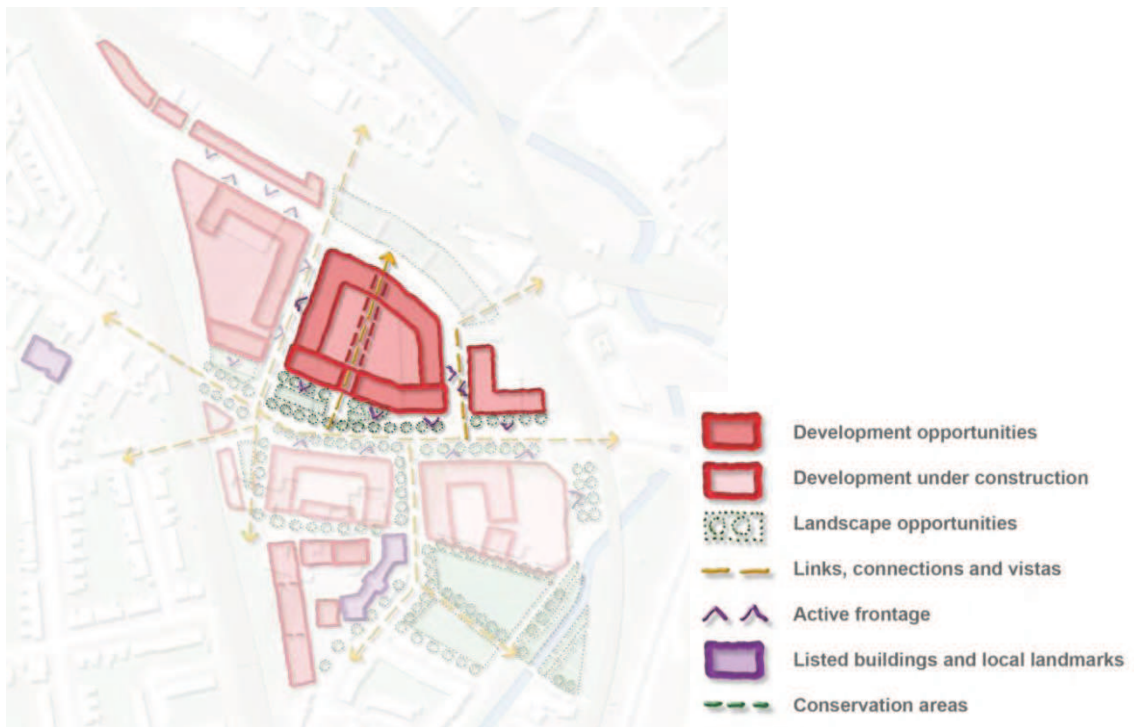 Development opportunities
Development under construction
Landscape opportunities
Links, connections and vistas
Active frontage
Listed buildings and local landmarks
Conservation areas